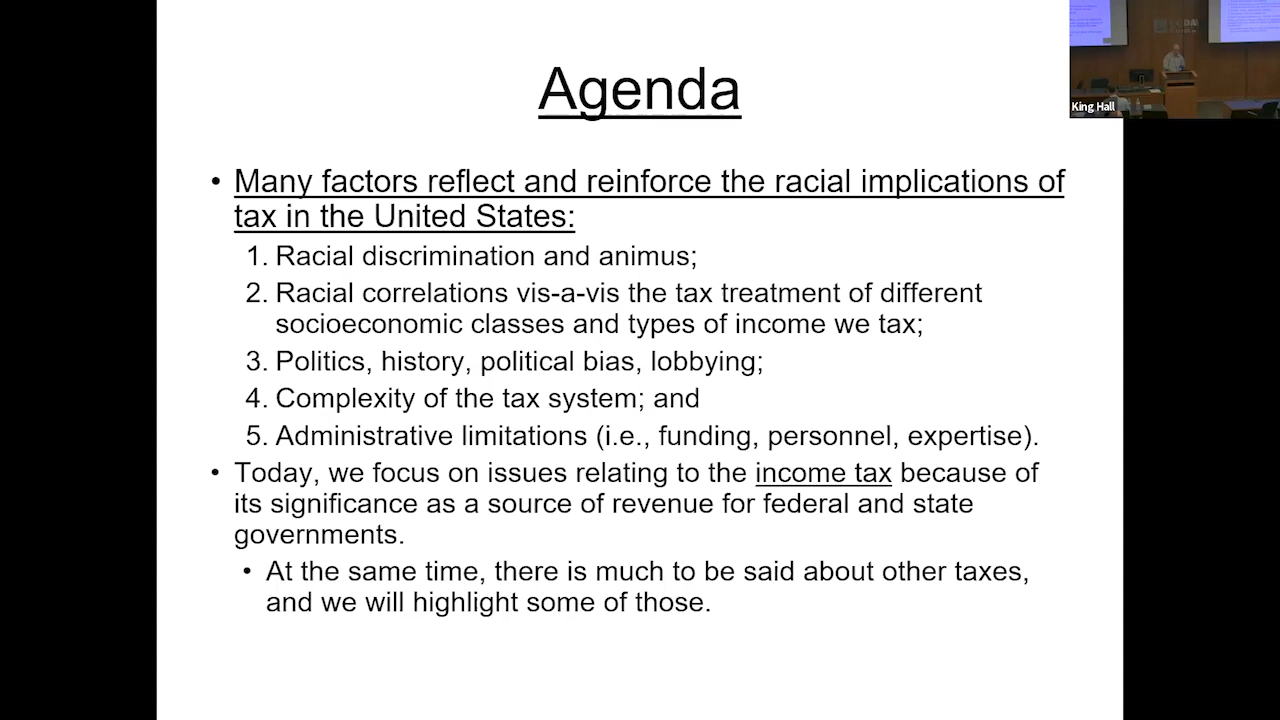 Agenda
• Many factors reflect and reinforce the racial implications of
tax in the United States:
1. Racial discrimination and animus;
2. Racial correlations vis-a-vis the tax treatment of different
socioeconomic classes and types of income we tax;
3. Politics, history, political bias, lobbying;
4. Complexity of the tax system; and
5. Administrative limitations (i.e., funding, personnel, expertise).
• Today, we focus on issues relating to the income tax because of
its significance as a source of revenue for federal and state
governments.
• At the same time, there is much to be said about other taxes,
and we will highlight some of those.
King Hall